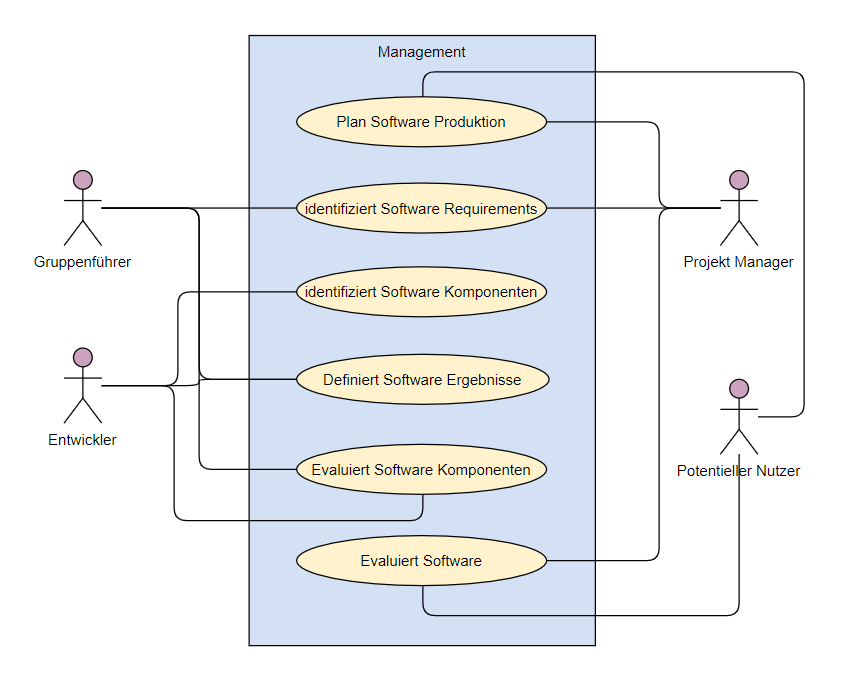 Management
Plan Software Produktion
identifiziert Software Requirements
identifiziert Software Komponenten
Definiert Software Ergebnisse
Evaluiert Software Komponenten
Evaluiert Software
Gruppenführer
Entwickler
Projekt Manager
Potentieller Nutzer